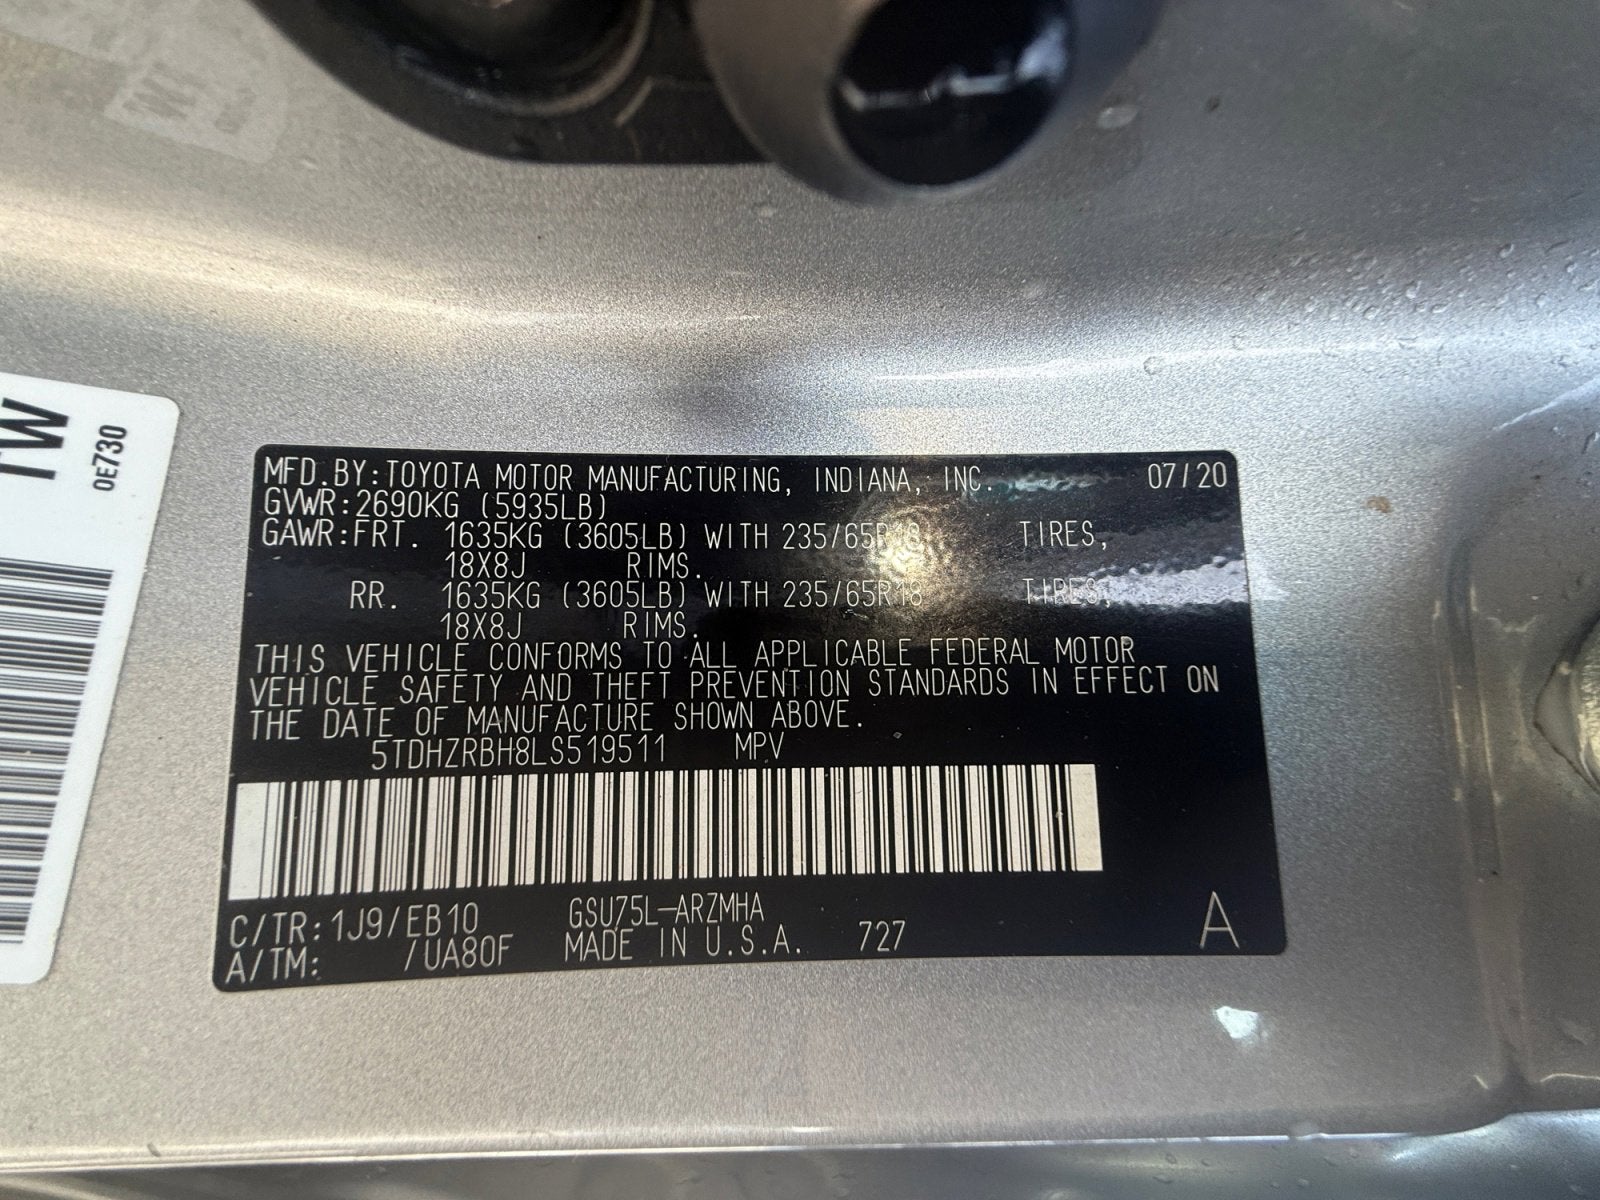 TW
0E730
MFD.BY:TOYOTA MOTOR MANUFACTURING, INDIANA, INC. 07/20
GVWR:2690KG (5935LB)
GAWR:FRT. 1635KG (3605LB) WITH 235/65R18 TIRES,
18X8J RIMS.
RR. 1635KG (3605LB) WITH 235/65R18 TIRES,
18X8J RIMS.
THIS VEHICLE CONFORMS TO ALL APPLICABLE FEDERAL MOTOR
VEHICLE SAFETY AND THEFT PREVENTION STANDARDS IN EFFECT ON
THE DATE OF MANUFACTURE SHOWN ABOVE.
5TDHZRBH8LS519511 MPV
C/TR:1J9/EB10 GSU75L-ARZMHA
A/TM: /UA80F MADE IN U.S.A. 727 A